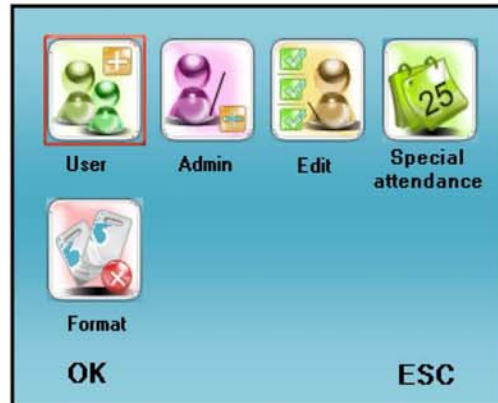 User
Admin
Edit
Special
attendance
25
Format
OK
ESC